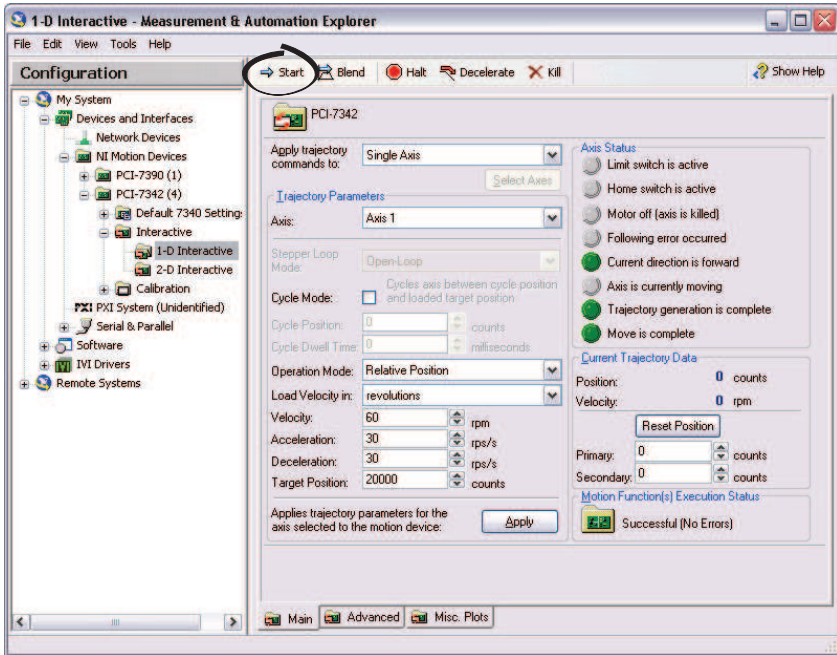 1-D Interactive - Measurement & Automation Explorer
File Edit View Tools Help
Configuration
Start Blend Halt Decelerate Kill Show Help
My System
Devices and Interfaces
Network Devices
NI Motion Devices
PCI-7390 (1)
PCI-7342 (4)
Default 7340 Setting
Interactive
1-D Interactive
2-D Interactive
Calibration
PXI PXI System (Unidentified)
Serial & Parallel
Software
IVI Drivers
Remote Systems
PCI-7342
Apply trajectory
commands to:
Single Axis
Select Axes
Trajectory Parameters
Axis: Axis 1
Stepper Loop
Mode:
Open-Loop
Cycle Mode:
Cycles axis between cycle position
and loaded target position
Cycle Position: 0 counts
Cycle Dwell Time: 0 milliseconds
Operation Mode: Relative Position
Load Velocity in: revolutions
Velocity: 60 rpm
Acceleration: 30 rps/s
Deceleration: 30 rps/s
Target Position: 20000 counts
Applies trajectory parameters for the
axis selected to the motion device:
Apply
Axis Status
Limit switch is active
Home switch is active
Motor off (axis is killed)
Following error occurred
Current direction is forward
Axis is currently moving
Trajectory generation is complete
Move is complete
Current Trajectory Data
Position: 0 counts
Velocity: 0 rpm
Reset Position
Primary: 0 counts
Secondary: 0 counts
Motion Function(s) Execution Status
Successful (No Errors)
Main Advanced Misc. Plots